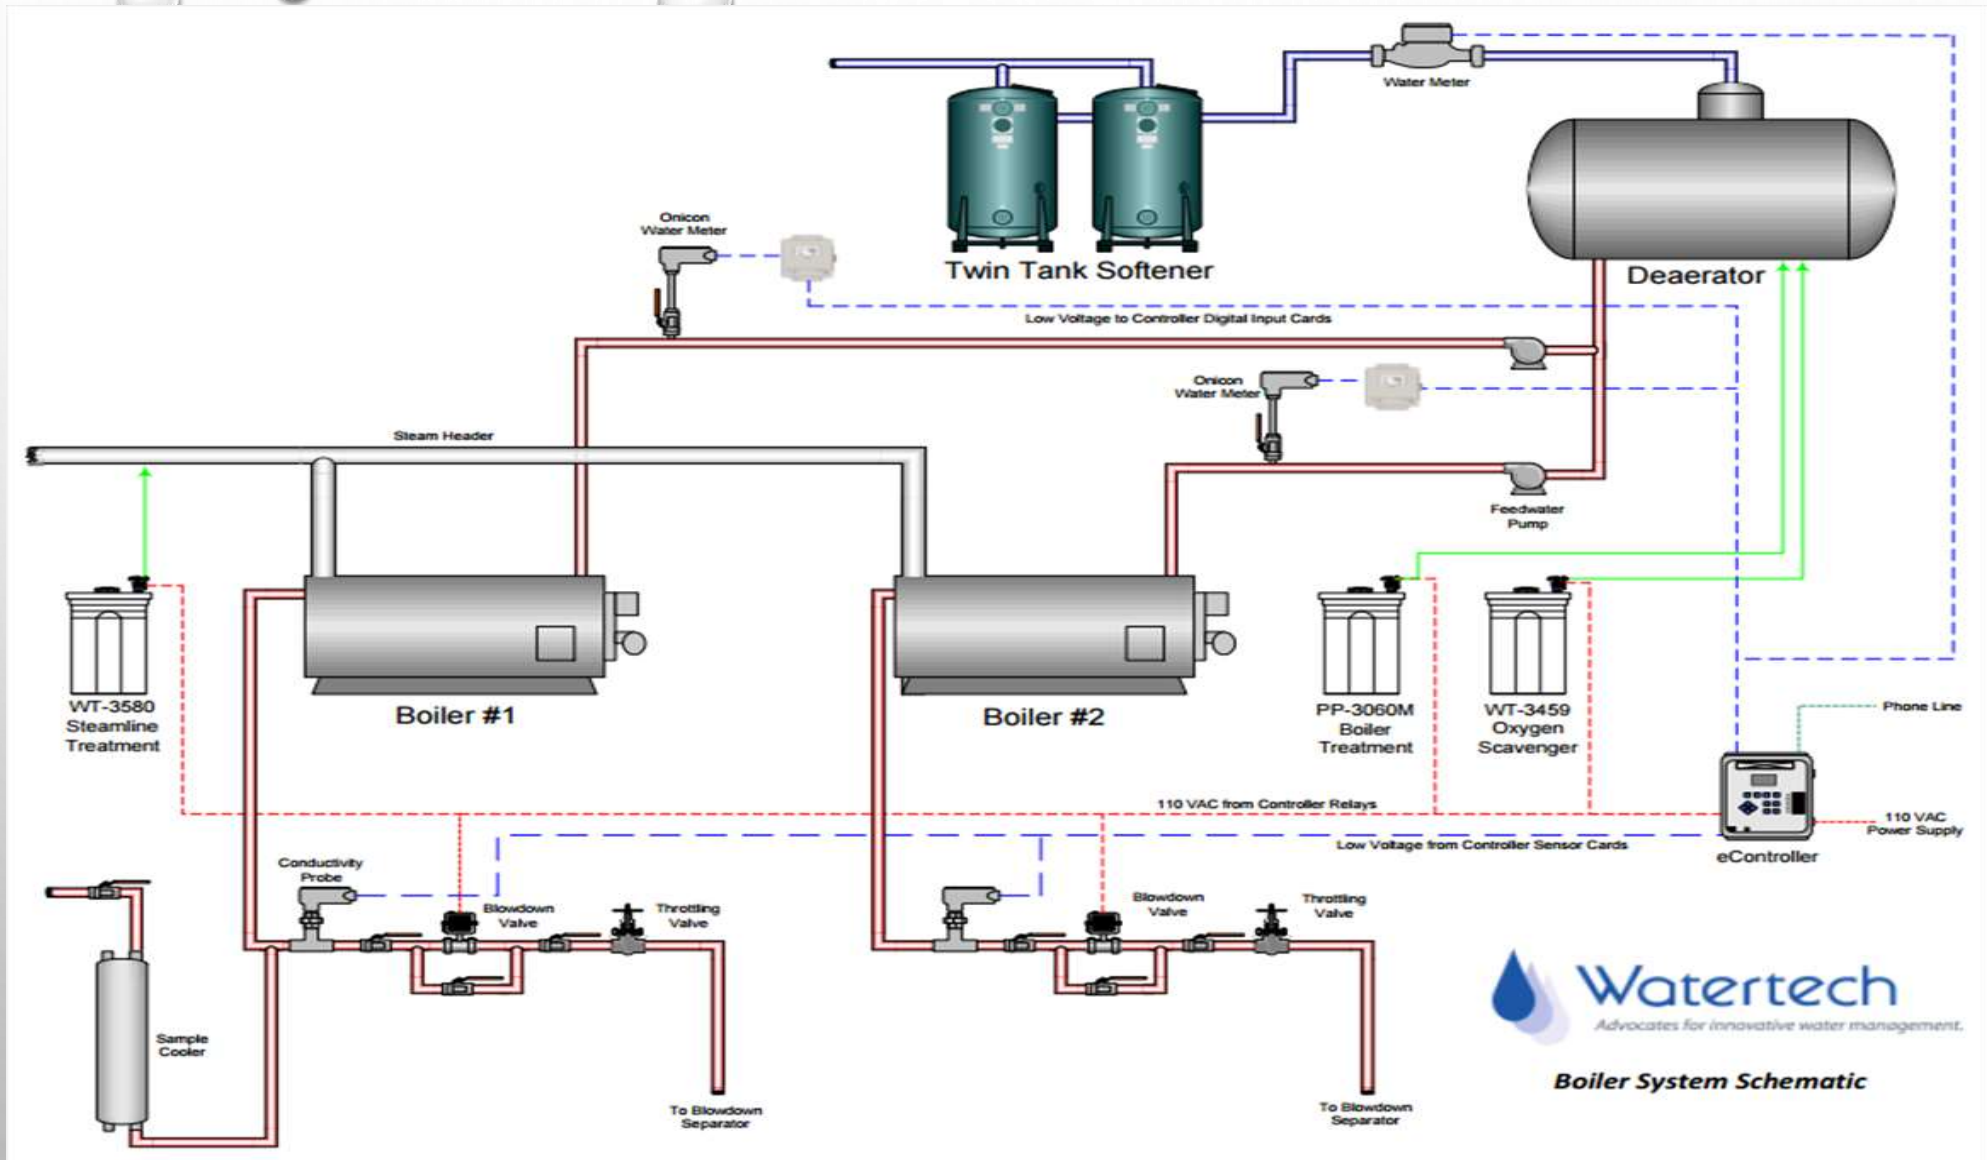 Water Meter
Onicon
Water Meter
Twin Tank Softener
Deaerator
Low Voltage to Controller Digital Input Cards
Onicon
Water Meter
Steam Header
Feedwater
Pump
WT-3580
Steamline
Treatment
Boiler #1
Boiler #2
PP-3060M
Boiler
Treatment
WT-3459
Oxygen
Scavenger
Phone Line
110 VAC from Controller Relays
110 VAC
Power Supply
Low Voltage from Controller Sensor Cards
eController
Conductivity
Probe
Blowdown
Valve
Throttling
Valve
Blowdown
Valve
Throttling
Valve
Sample
Cooler
To Blowdown
Separator
To Blowdown
Separator
Watertech
Advocates for innovative water management.
Boiler System Schematic